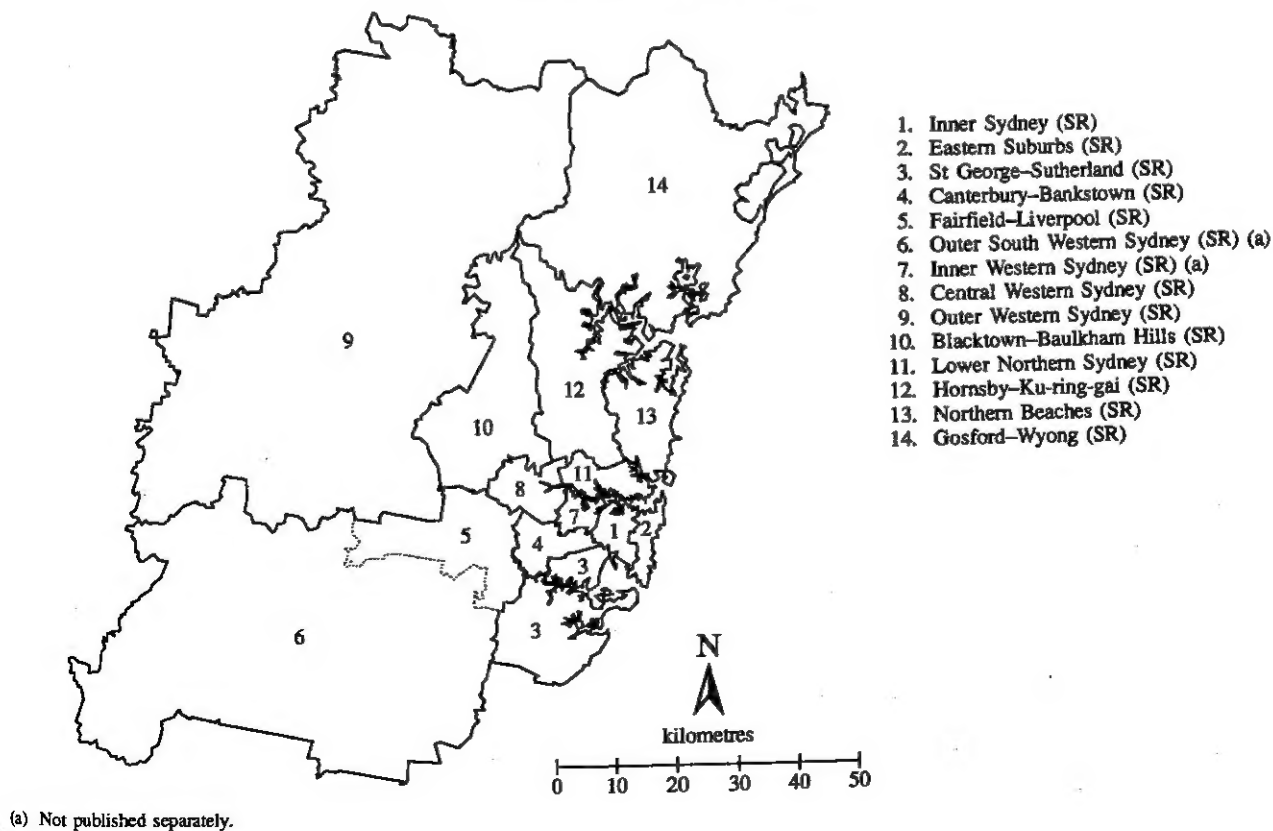 14
9
12
13
10
11
8
7
5
4
1
2
3
6
3
1. Inner Sydney (SR)
2. Eastern Suburbs (SR)
3. St George–Sutherland (SR)
4. Canterbury–Bankstown (SR)
5. Fairfield–Liverpool (SR)
6. Outer South Western Sydney (SR) (a)
7. Inner Western Sydney (SR) (a)
8. Central Western Sydney (SR)
9. Outer Western Sydney (SR)
10. Blacktown–Baulkham Hills (SR)
11. Lower Northern Sydney (SR)
12. Hornsby–Ku-ring-gai (SR)
13. Northern Beaches (SR)
14. Gosford–Wyong (SR)
N
kilometres
0 10 20 30 40 50
(a) Not published separately.